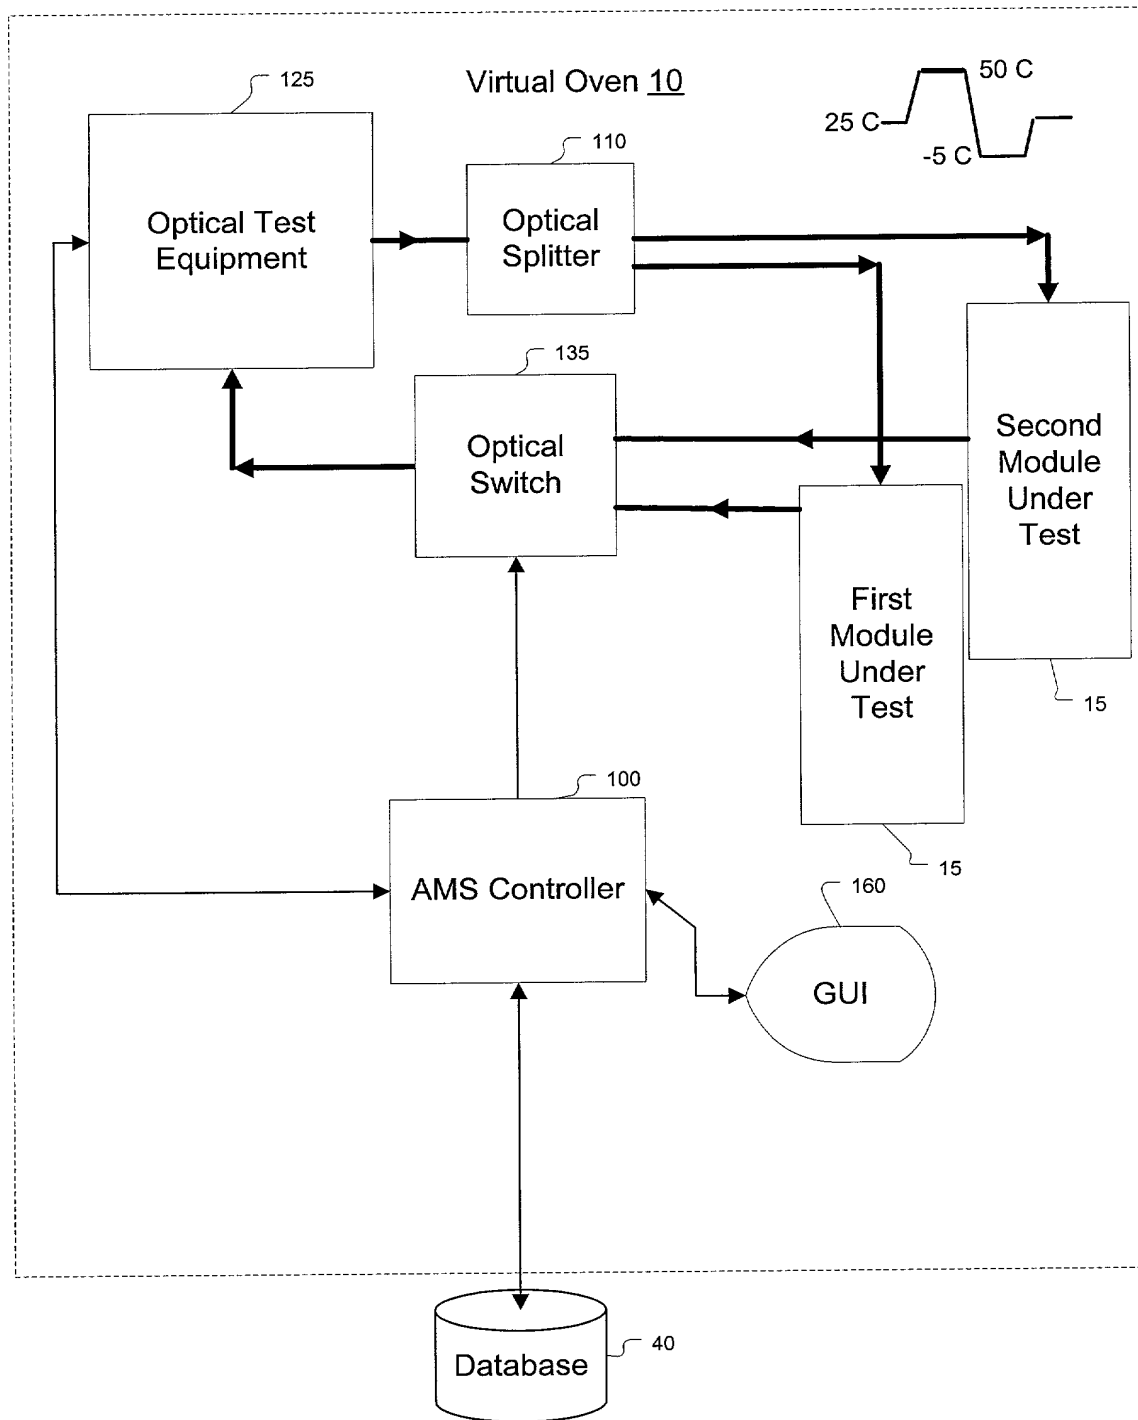 Virtual Oven 10
50 C
25 C
-5 C
125
Optical Test
Equipment
110
Optical
Splitter
135
Optical
Switch
Second
Module
Under
Test
15
First
Module
Under
Test
15
100
AMS Controller
160
GUI
Database
40